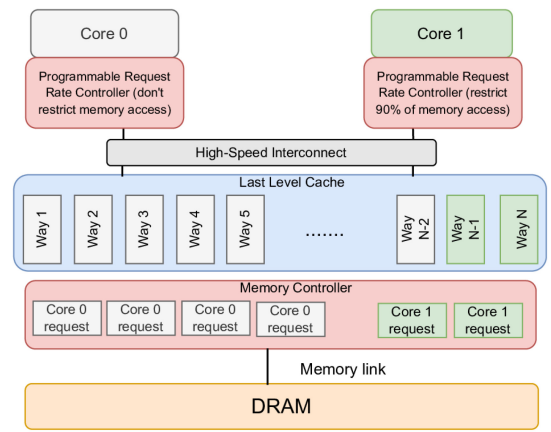 Core 0
Core 1
Programmable Request
Rate Controller (don't
restrict memory access)
Programmable Request
Rate Controller (restrict
90% of memory access)
High-Speed Interconnect
Last Level Cache
Way 1
Way 2
Way 3
Way 4
Way 5
.......
Way
N-2
Way
N-1
Way N
Memory Controller
Core 0
request
Core 0
request
Core 0
request
Core 0
request
Core 1
request
Core 1
request
Memory link
DRAM